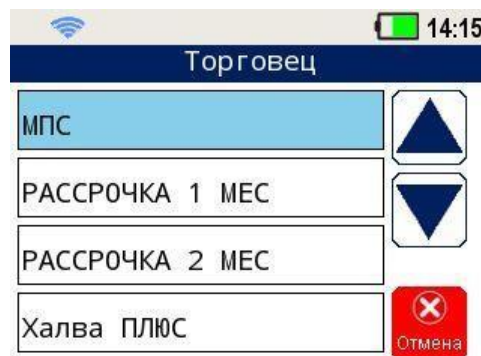 14:15
Торговец
МПС
РАССРОЧКА 1 МЕС
РАССРОЧКА 2 МЕС
Халва ПЛЮС
Отмена